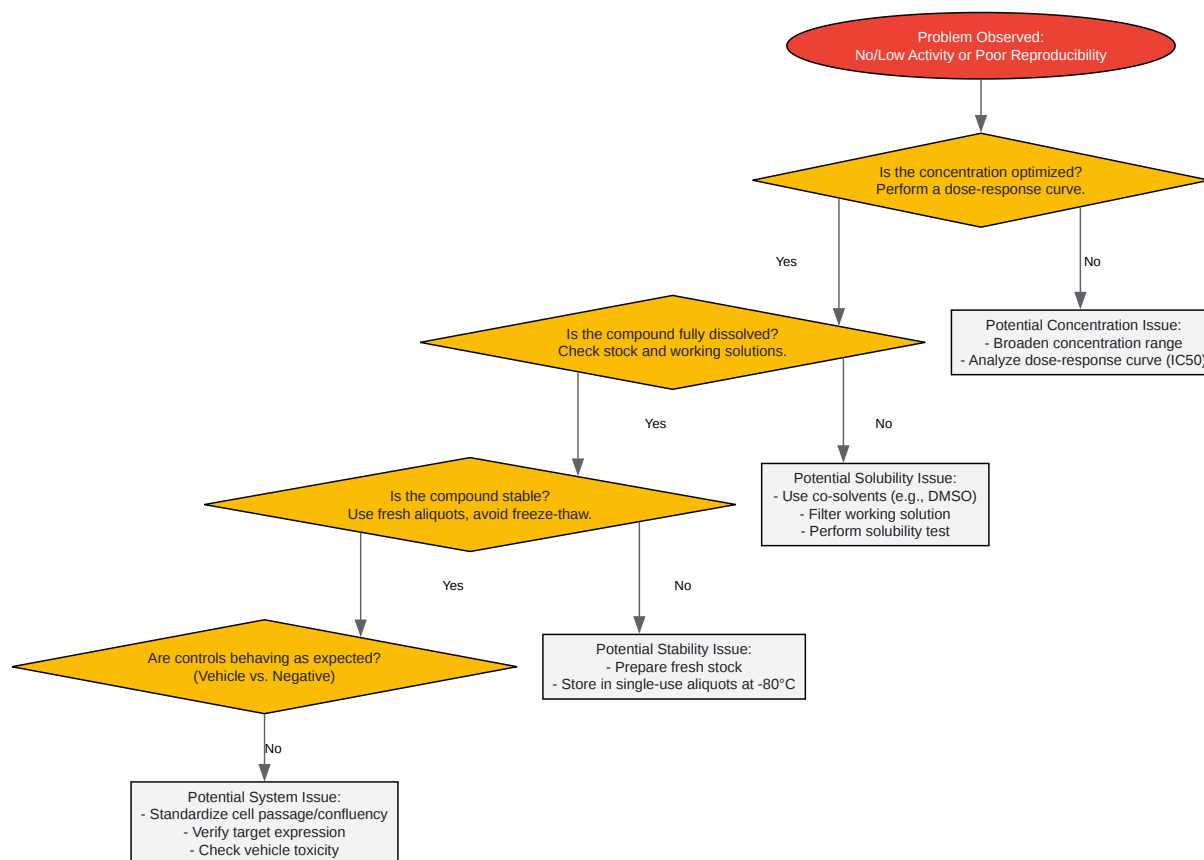 Problem Observed:
No/Low Activity or Poor Reproducibility
Is the concentration optimized?
Perform a dose-response curve.
Yes
No
Is the compound fully dissolved?
Check stock and working solutions.
Potential Concentration Issue:
- Broaden concentration range
- Analyze dose-response curve (IC50)
Yes
No
Is the compound stable?
Use fresh aliquots, avoid freeze-thaw.
Potential Solubility Issue:
- Use co-solvents (e.g., DMSO)
- Filter working solution
- Perform solubility test
Yes
No
Are controls behaving as expected?
(Vehicle vs. Negative)
Potential Stability Issue:
- Prepare fresh stock
- Store in single-use aliquots at -80°C
No
Potential System Issue:
- Standardize cell passage/confluency
- Verify target expression
- Check vehicle toxicity